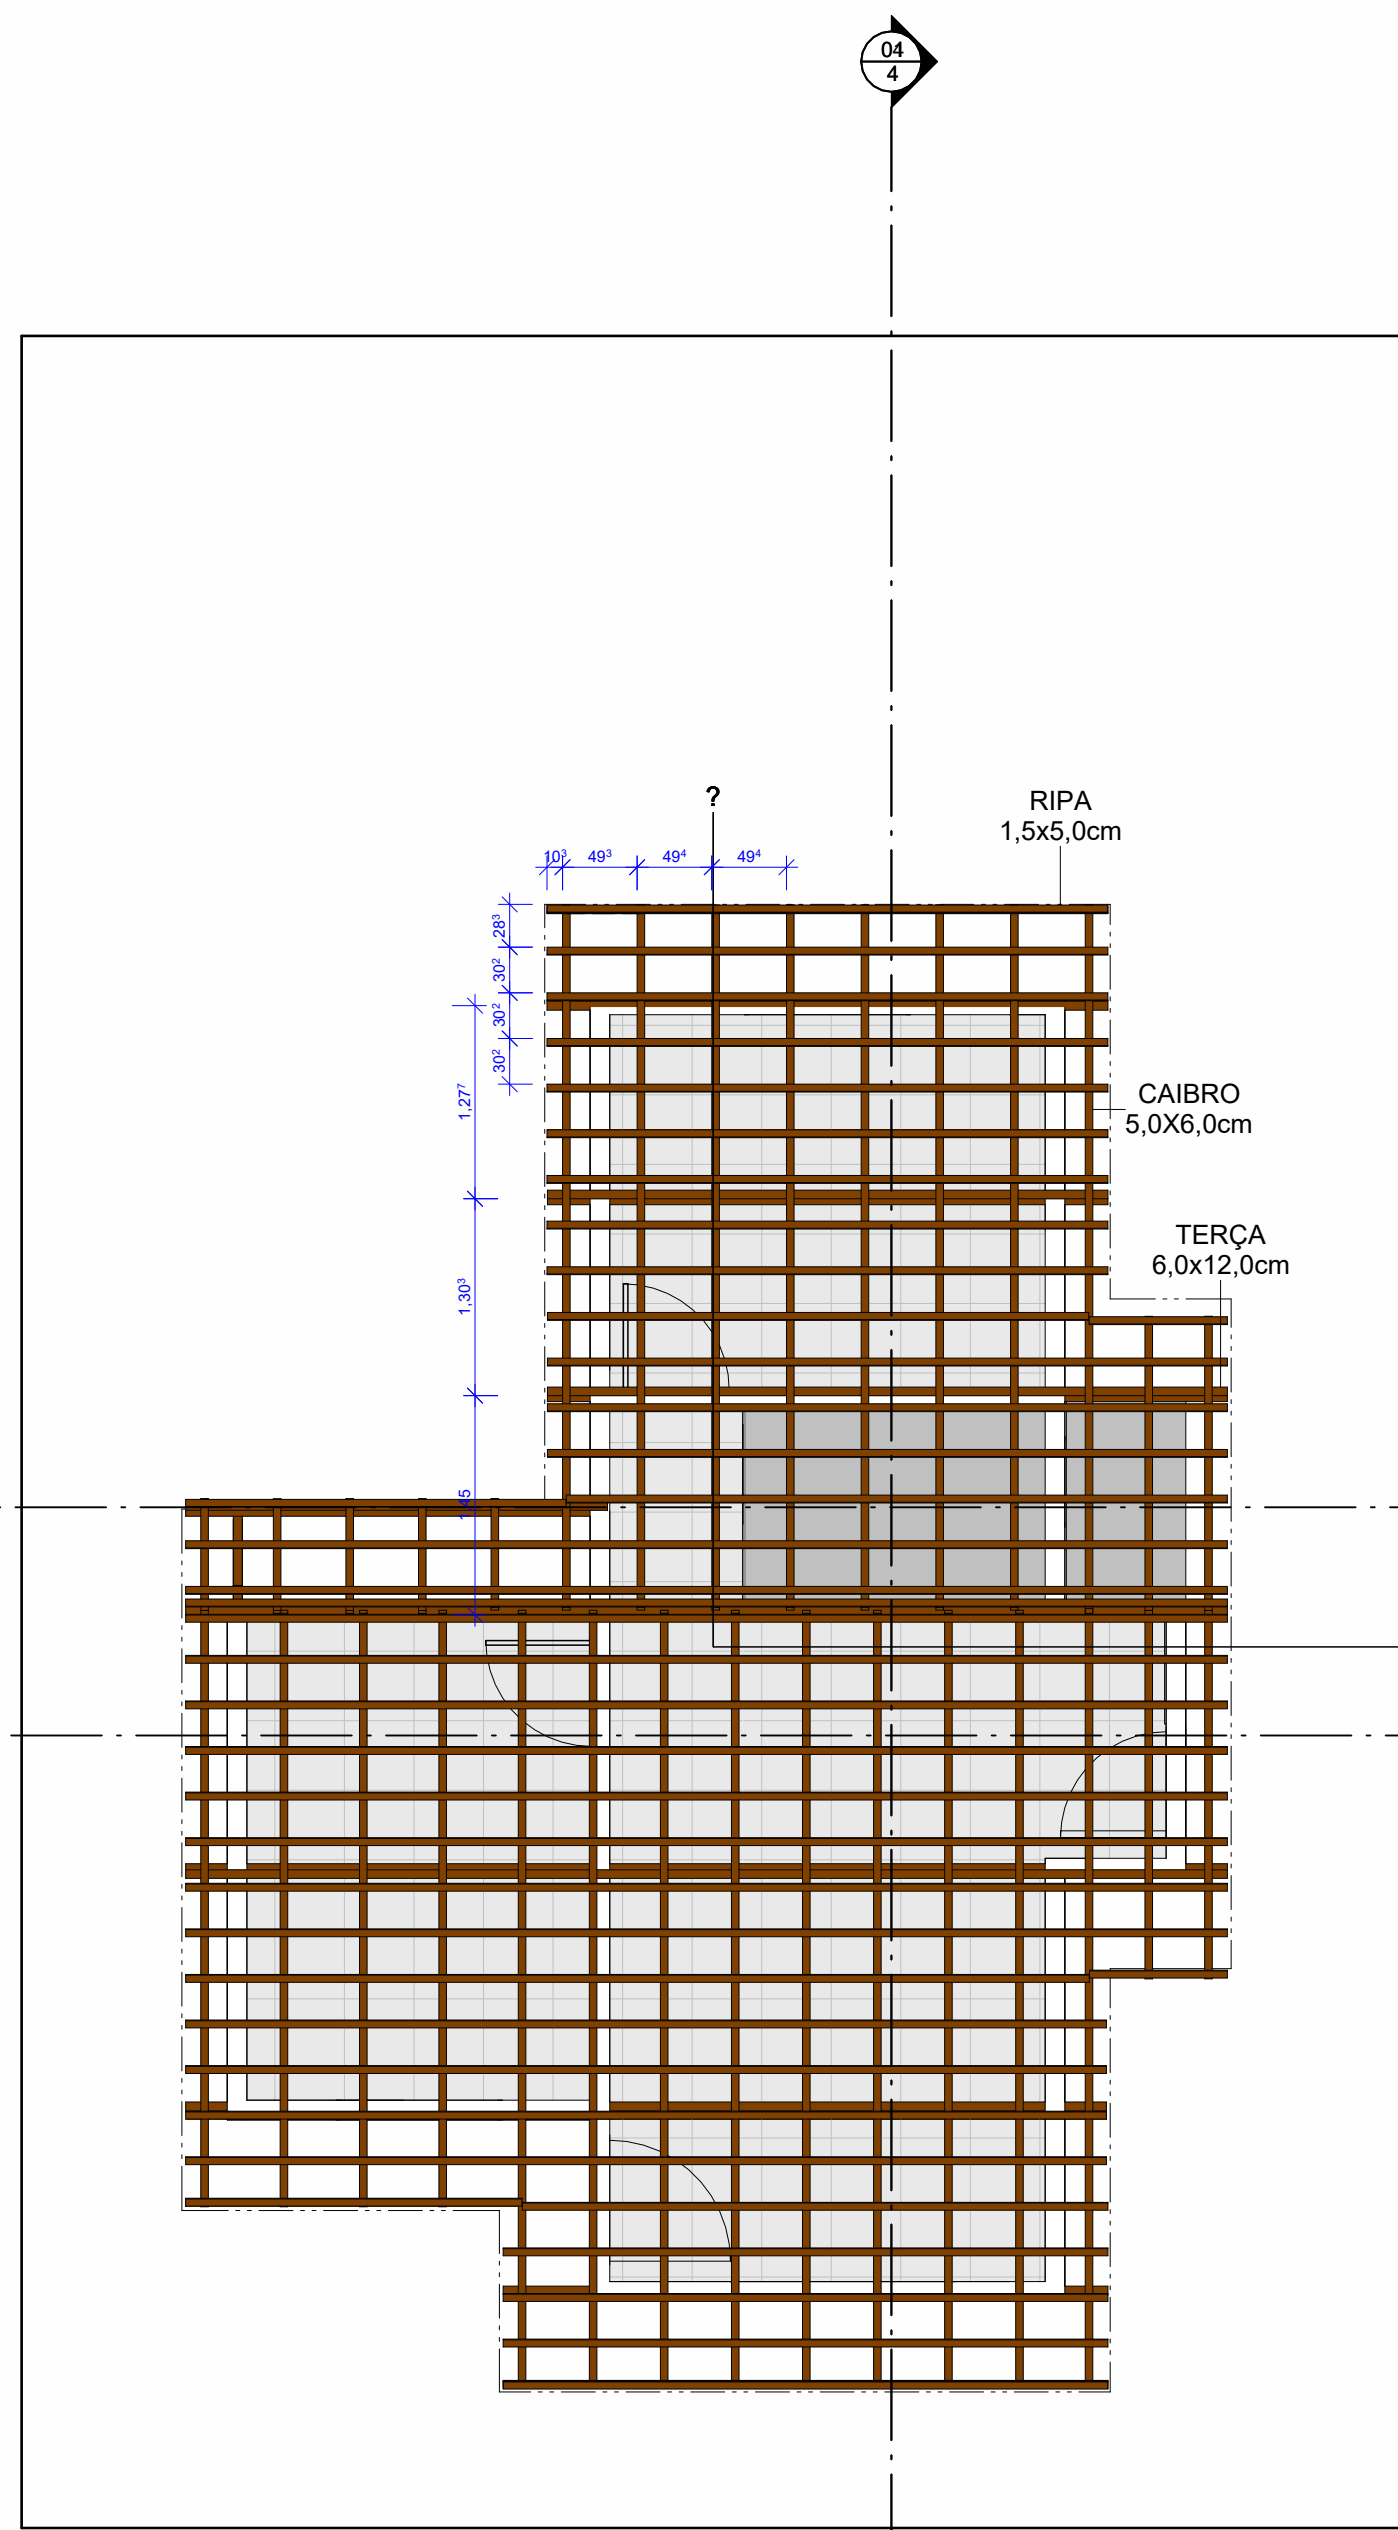 04
4
?
RIPA
1,5x5,0cm
10³ 49³ 49⁴ 49⁴
28³
30²
30²
30²
1,27⁷
CAIBRO
5,0X6,0cm
TERÇA
6,0x12,0cm
1,30³
1,45